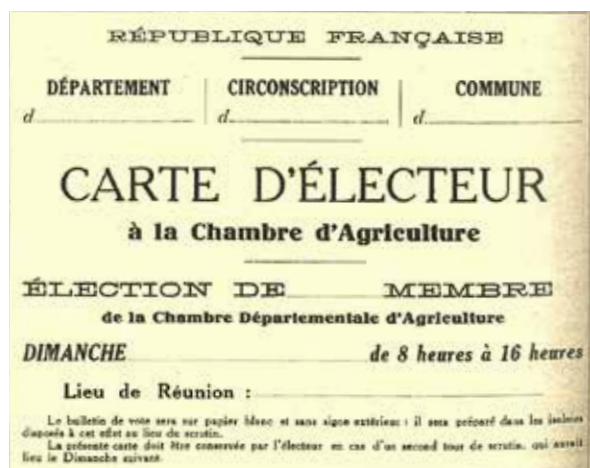 RÉPUBLIQUE FRANÇAISE
DÉPARTEMENT CIRCONSCRIPTION COMMUNE
d d d
CARTE D'ÉLECTEUR
à la Chambre d'Agriculture
ÉLECTION DE MEMBRE
de la Chambre Départementale d'Agriculture
DIMANCHE de 8 heures à 16 heures
Lieu de Réunion :
Le bulletin de vote sera sur papier blanc et sans signe extérieur ; il sera préparé dans les isoloirs
disposés à cet effet au lieu de scrutin.
La présente carte doit être conservée par l'électeur en cas d'un second tour de scrutin, qui aurait
lieu le Dimanche suivant.